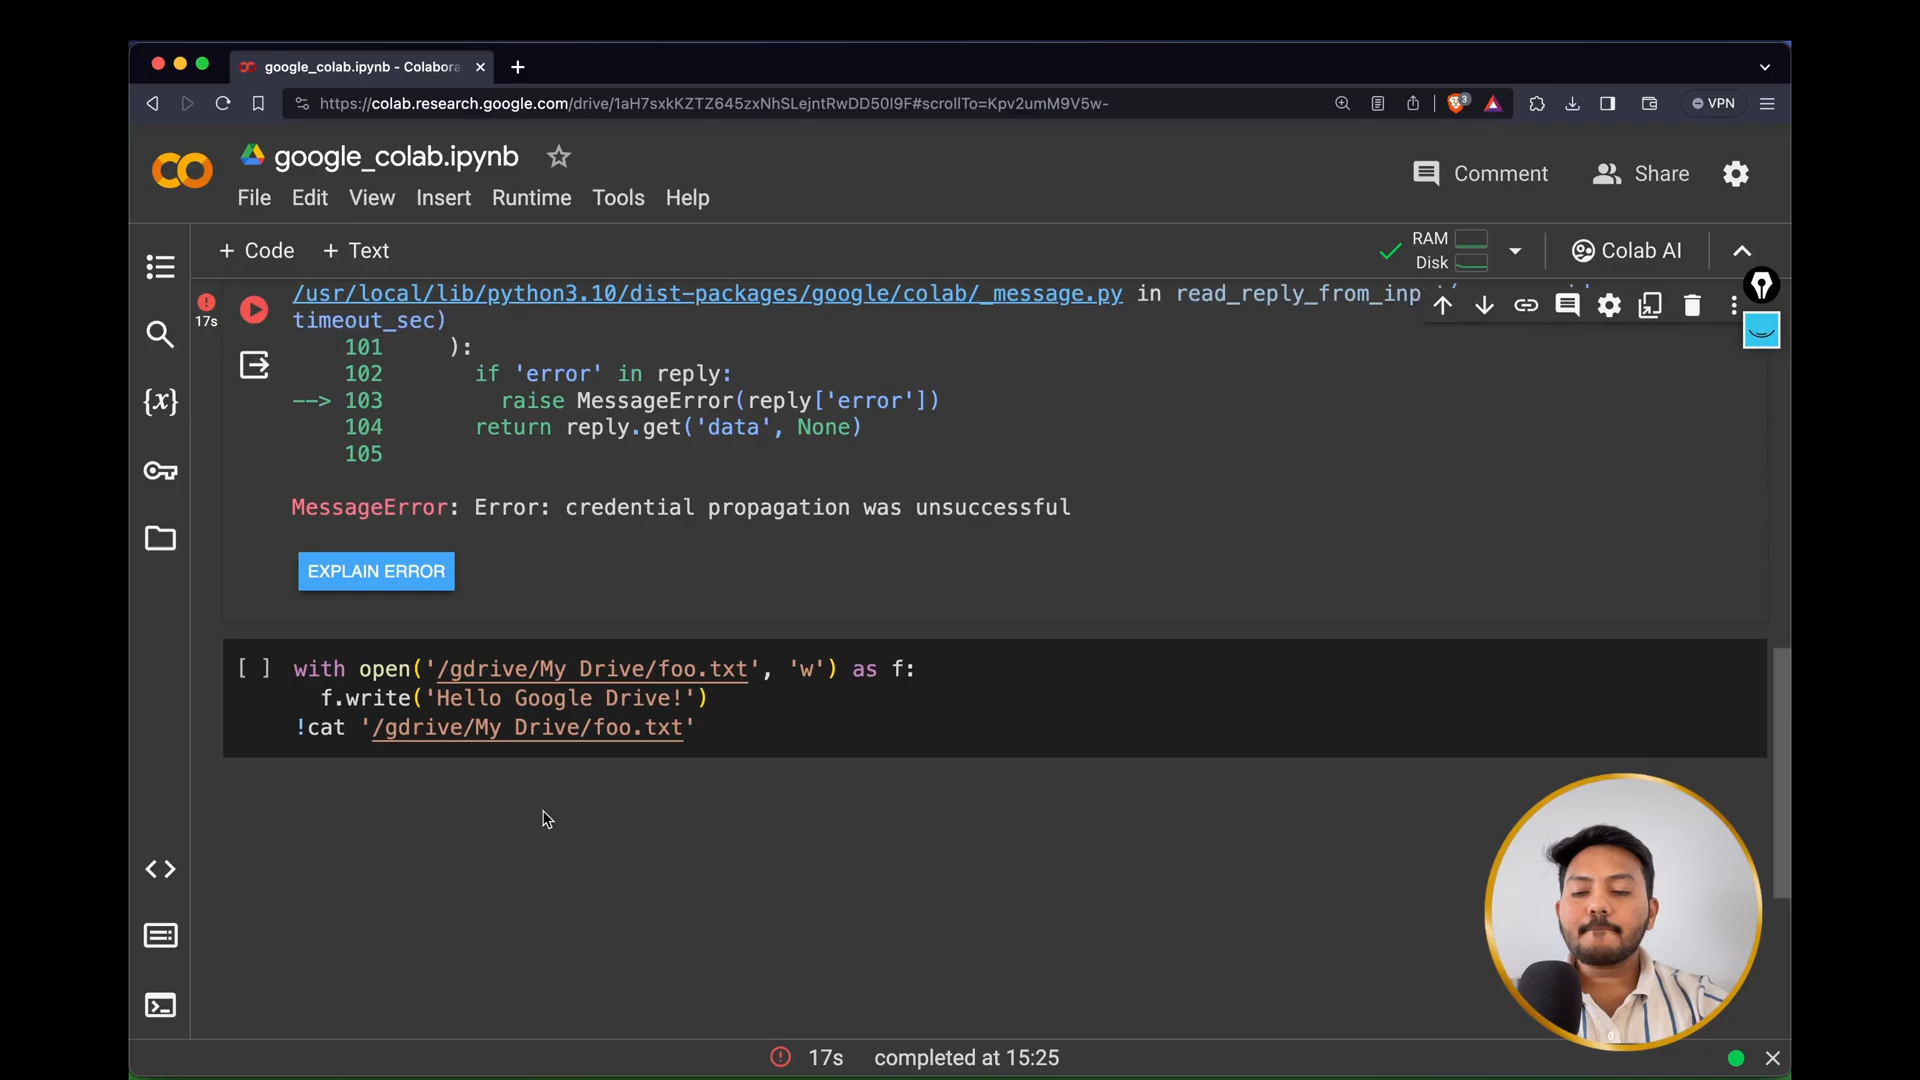 google_colab.ipynb - Colabora
https://colab.research.google.com/drive/1aH7sxkKZTZ645zxNhSLejntRwDD50I9F#scrollTo=Kpv2umM9V5w-
3
VPN
google_colab.ipynb
Comment
Share
File Edit View Insert Runtime Tools Help
+ Code + Text
RAM
Disk
Colab AI
/usr/local/lib/python3.10/dist-packages/google/colab/_message.py in read_reply_from_inp
17s
timeout_sec)
101 ):
102 if 'error' in reply:
--> 103 raise MessageError(reply['error'])
104 return reply.get('data', None)
105
MessageError: Error: credential propagation was unsuccessful
EXPLAIN ERROR
[ ] with open('/gdrive/My Drive/foo.txt', 'w') as f:
f.write('Hello Google Drive!')
!cat '/gdrive/My Drive/foo.txt'
17s completed at 15:25